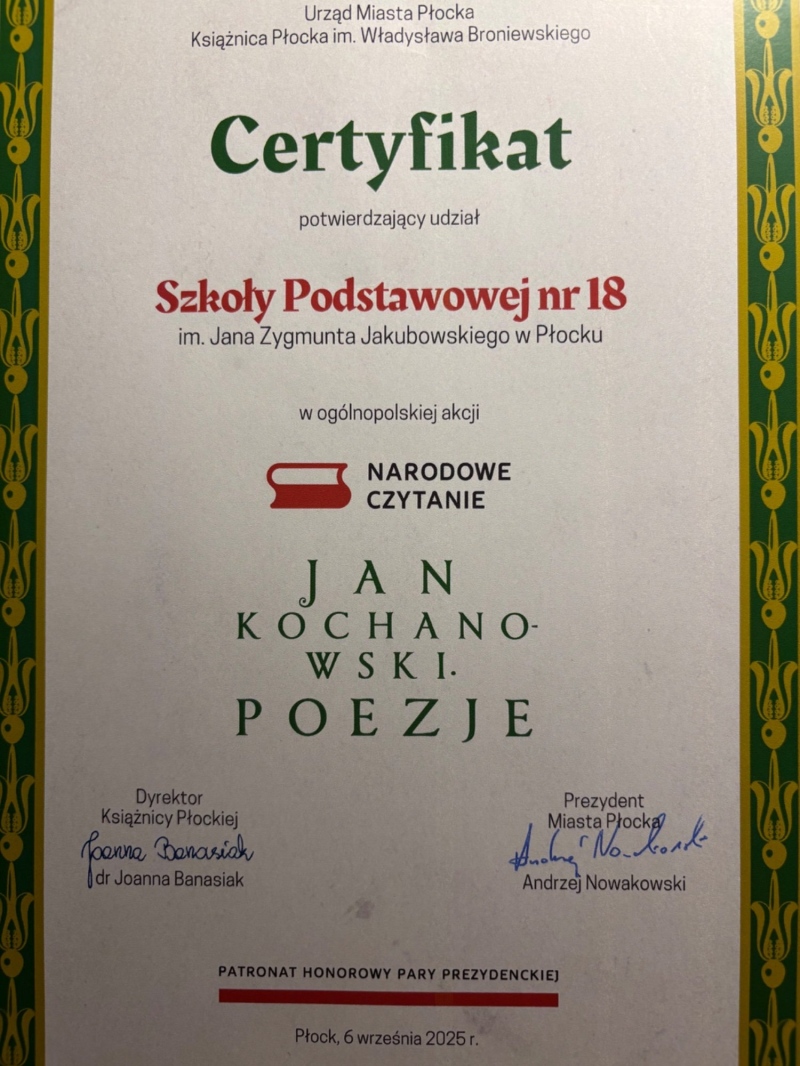 Urząd Miasta Płocka
Książnica Płocka im. Władysława Broniewskiego
Certyfikat
potwierdzający udział
Szkoły Podstawowej nr 18
im. Jana Zygmunta Jakubowskiego w Płocku
w ogólnopolskiej akcji
NARODOWE
CZYTANIE
JAN
KOCHANO-
WSKI.
POEZJE
Dyrektor
Książnicy Płockiej
Joanna Banasiak
dr Joanna Banasiak
Prezydent
Miasta Płocka
Andrzej Nowakowski
Andrzej Nowakowski
PATRONAT HONOROWY PARY PREZYDENCKIEJ
Płock, 6 września 2025 r.